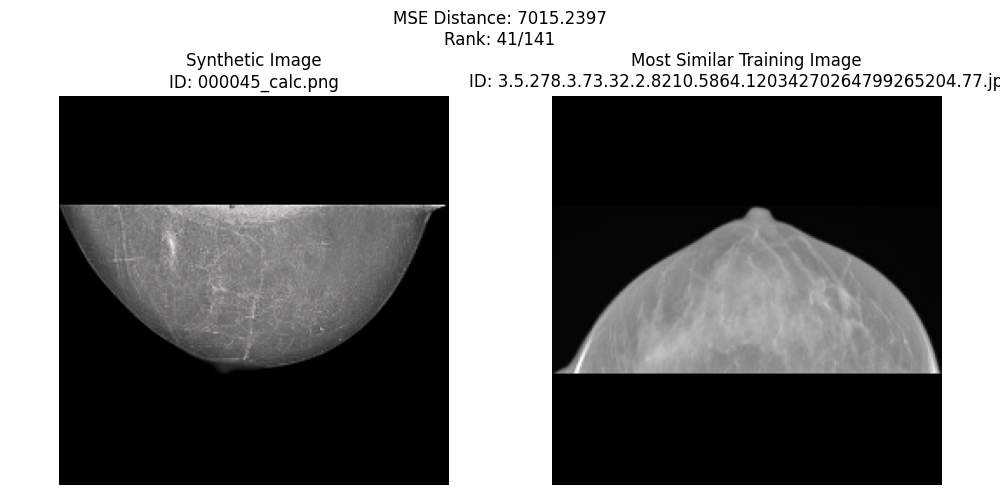 MSE Distance: 7015.2397
Rank: 41/141
Synthetic Image
ID: 000045_calc.png
Most Similar Training Image
ID: 3.5.278.3.73.32.2.8210.5864.12034270264799265204.77.jp